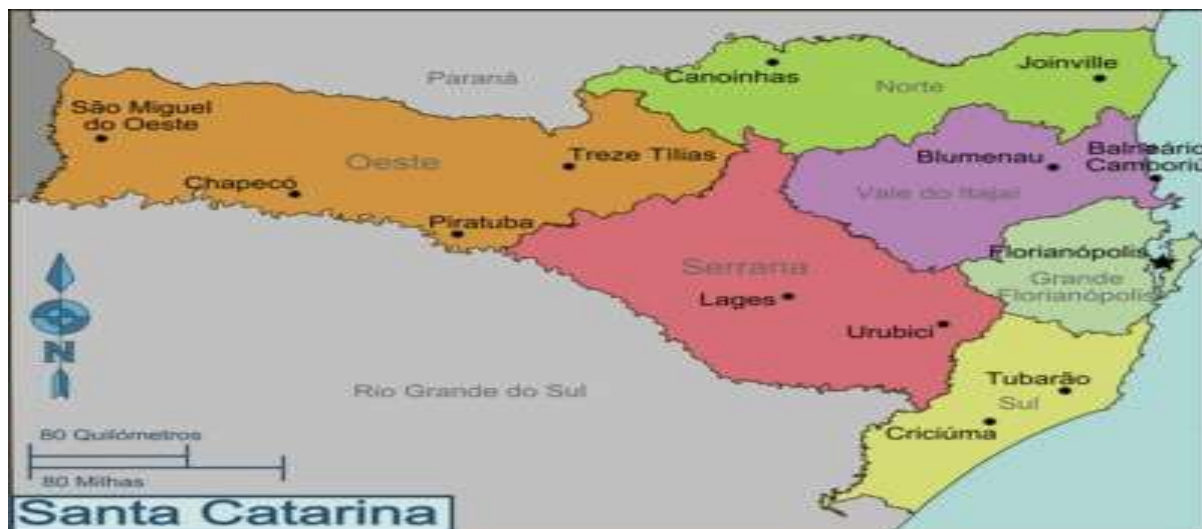 Paraná
Canoinhas
Norte
Joinville
São Miguel
do Oeste
Oeste
Treze Tílias
Chapecó
Piratuba
Blumenau
Balneário
Camboriú
Vale do Itajaí
Florianópolis
Grande
Florianópolis
Serrana
Lages
Urubici
Rio Grande do Sul
Tubarão
Sul
Criciúma
N
80 Quilómetros
80 Milhas
Santa Catarina